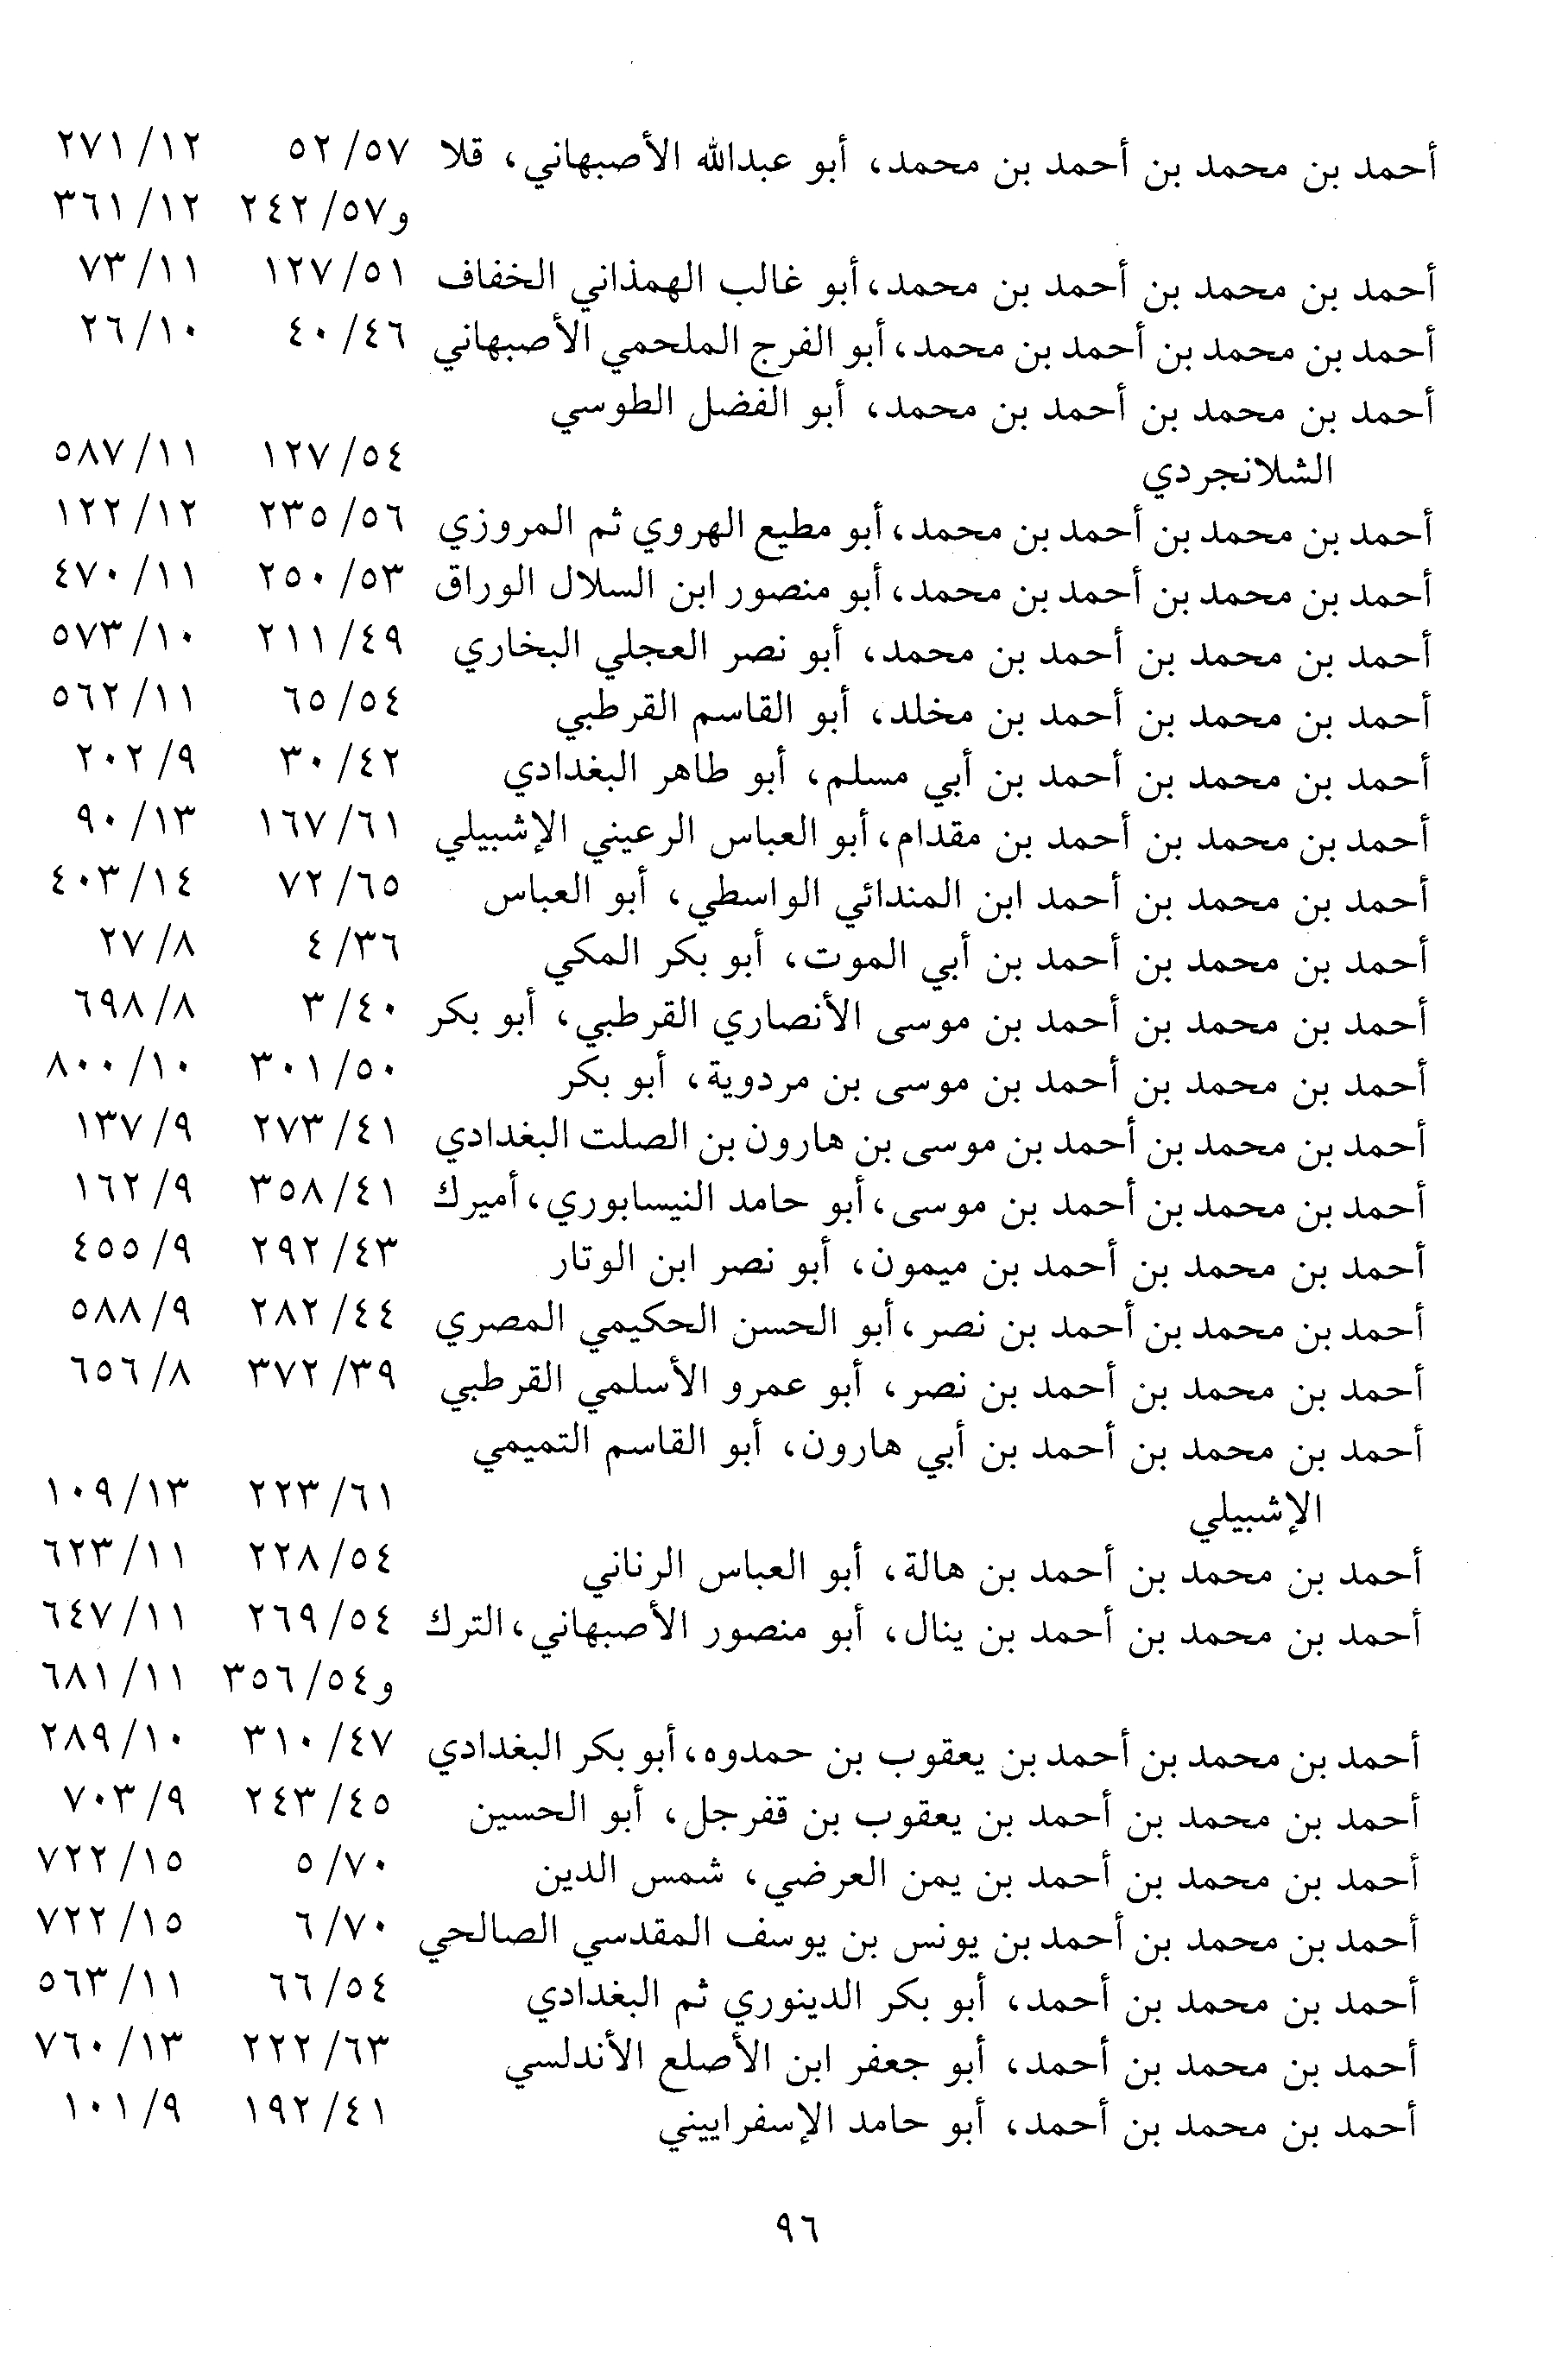 أحمد بن محمد بن أحمد بن محمد، أبو عبدالله الأصبهاني، قلا ٥٢/٥٧ ٢٧١/١٢
و٢٤٢/٥٧ ٣٦١/١٢
أحمد بن محمد بن أحمد بن محمد، أبو غالب الهمذاني الخفاف ١٢٧/٥١ ٧٣/١١
أحمد بن محمد بن أحمد بن محمد، أبو الفرج الملحمي الأصبهاني ٤٠/٤٦ ٢٦/١٠
أحمد بن محمد بن أحمد بن محمد، أبو الفضل الطوسي
الشلانجردي ١٢٧/٥٤ ٥٨٧/١١
أحمد بن محمد بن أحمد بن محمد، أبو مطيع الهروي ثم المروزي ٢٣٥/٥٦ ١٢٢/١٢
أحمد بن محمد بن أحمد بن محمد، أبو منصور ابن السلال الوراق ٢٥٠/٥٣ ٤٧٠/١١
أحمد بن محمد بن أحمد بن محمد، أبو نصر العجلي البخاري ٢١١/٤٩ ٥٧٣/١٠
أحمد بن محمد بن أحمد بن مخلد، أبو القاسم القرطبي ٦٥/٥٤ ٥٦٢/١١
أحمد بن محمد بن أحمد بن أبي مسلم، أبو طاهر البغدادي ٣٠/٤٢ ٢٠٢/٩
أحمد بن محمد بن أحمد بن مقدام، أبو العباس الرعيني الإشبيلي ١٦٧/٦١ ٩٠/١٣
أحمد بن محمد بن أحمد ابن المندائي الواسطي، أبو العباس ٧٢/٦٥ ٤٠٣/١٤
أحمد بن محمد بن أحمد بن أبي الموت، أبو بكر المكي ٤/٣٦ ٢٧/٨
أحمد بن محمد بن أحمد بن موسى الأنصاري القرطبي، أبو بكر ٣/٤٠ ٦٩٨/٨
أحمد بن محمد بن أحمد بن موسى بن مردوية، أبو بكر ٣٠١/٥٠ ٨٠٠/١٠
أحمد بن محمد بن أحمد بن موسى بن هارون بن الصلت البغدادي ٢٧٣/٤١ ١٣٧/٩
أحمد بن محمد بن أحمد بن موسى، أبو حامد النيسابوري، أميرك ٣٥٨/٤١ ١٦٢/٩
أحمد بن محمد بن أحمد بن ميمون، أبو نصر ابن الوتار ٢٩٢/٤٣ ٤٥٥/٩
أحمد بن محمد بن أحمد بن نصر، أبو الحسن الحكيمي المصري ٢٨٢/٤٤ ٥٨٨/٩
أحمد بن محمد بن أحمد بن نصر، أبو عمرو الأسلمي القرطبي ٣٧٢/٣٩ ٦٥٦/٨
أحمد بن محمد بن أحمد بن أبي هارون، أبو القاسم التميمي
الإشبيلي ٢٢٣/٦١ ١٠٩/١٣
أحمد بن محمد بن أحمد بن هالة، أبو العباس الرناني ٢٢٨/٥٤ ٦٢٣/١١
أحمد بن محمد بن أحمد بن ينال، أبو منصور الأصبهاني، الترك ٢٦٩/٥٤ ٦٤٧/١١
و٣٥٦/٥٤ ٦٨١/١١
أحمد بن محمد بن أحمد بن يعقوب بن حمدوه، أبو بكر البغدادي ٣١٠/٤٧ ٢٨٩/١٠
أحمد بن محمد بن أحمد بن يعقوب بن قفرجل، أبو الحسين ٢٤٣/٤٥ ٧٠٣/٩
أحمد بن محمد بن أحمد بن يمن العرضي، شمس الدين ٥/٧٠ ٧٢٢/١٥
أحمد بن محمد بن أحمد بن يونس بن يوسف المقدسي الصالحي ٦/٧٠ ٧٢٢/١٥
أحمد بن محمد بن أحمد، أبو بكر الدينوري ثم البغدادي ٦٦/٥٤ ٥٦٣/١١
أحمد بن محمد بن أحمد، أبو جعفر ابن الأصلع الأندلسي ٢٢٢/٦٣ ٧٦٠/١٣
أحمد بن محمد بن أحمد، أبو حامد الإسفراييني ١٩٢/٤١ ١٠١/٩
٩٦